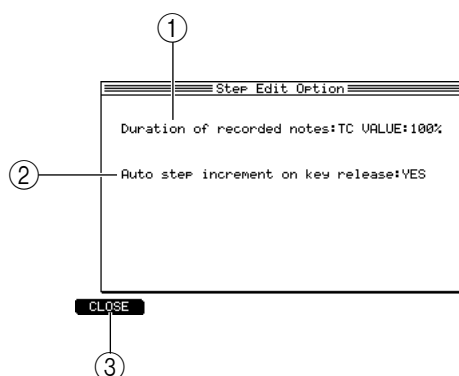 ①
Step Edit Option
Duration of recorded notes:TC VALUE:100%
②
Auto step increment on key release:YES
CLOSE
③